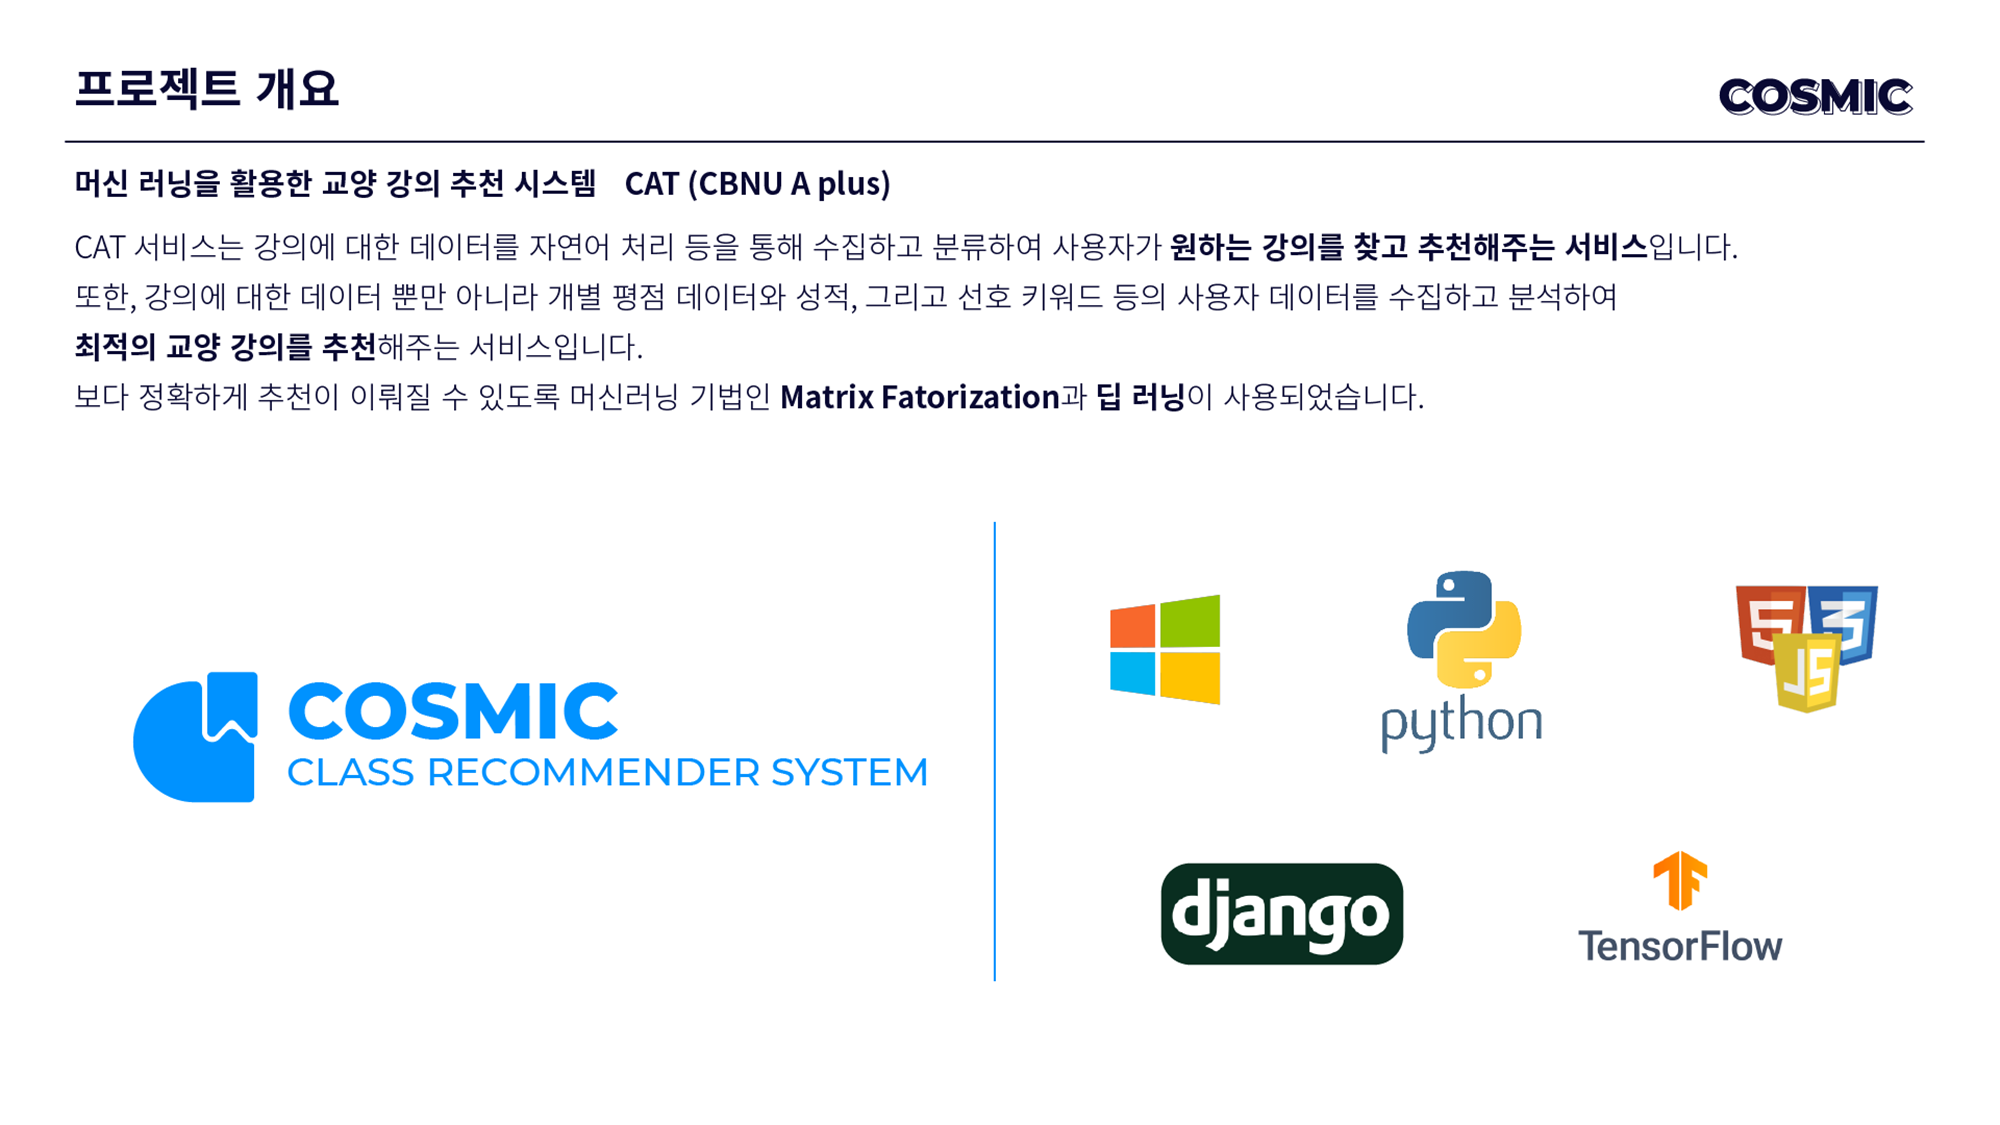 프로젝트 개요
COSMIC
머신 러닝을 활용한 교양 강의 추천 시스템 CAT (CBNU A plus)
CAT 서비스는 강의에 대한 데이터를 자연어 처리 등을 통해 수집하고 분류하여 사용자가 원하는 강의를 찾고 추천해주는 서비스입니다.
또한, 강의에 대한 데이터 뿐만 아니라 개별 평점 데이터와 성적, 그리고 선호 키워드 등의 사용자 데이터를 수집하고 분석하여
최적의 교양 강의를 추천해주는 서비스입니다.
보다 정확하게 추천이 이뤄질 수 있도록 머신러닝 기법인 Matrix Fatorization과 딥 러닝이 사용되었습니다.
COSMIC
CLASS RECOMMENDER SYSTEM
python
5 3
JS
django
TF
TensorFlow